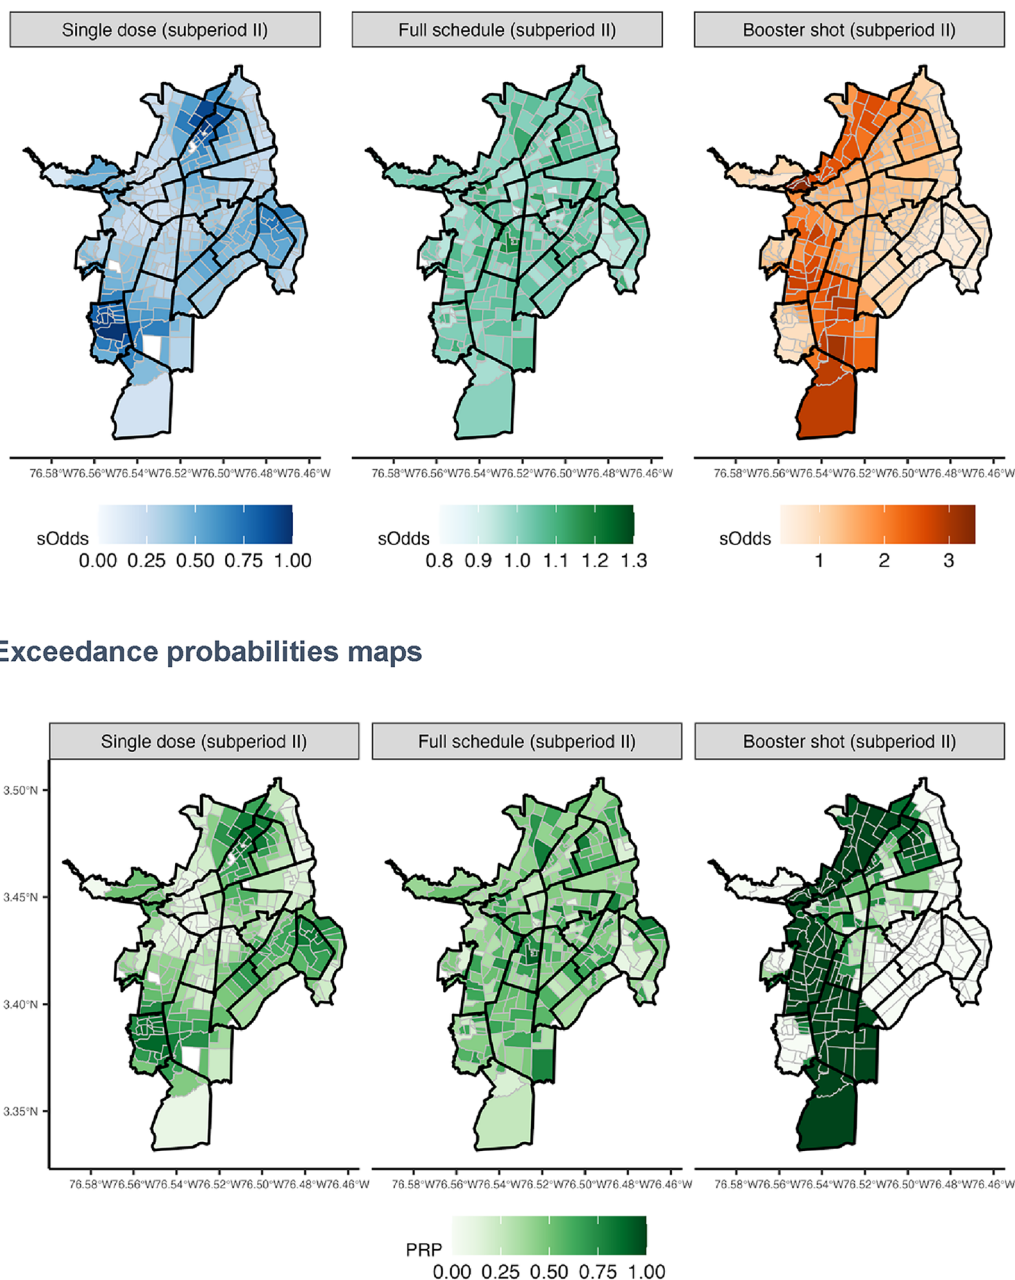 Single dose (subperiod II) Full schedule (subperiod II) Booster shot (subperiod II)
76.58°W76.56°W76.54°W76.52°W76.50°W76.48°W76.46°W 76.58°W76.56°W76.54°W76.52°W76.50°W76.48°W76.46°W 76.58°W76.56°W76.54°W76.52°W76.50°W76.48°W76.46°W
sOdds sOdds sOdds
0.00 0.25 0.50 0.75 1.00 0.8 0.9 1.0 1.1 1.2 1.3 1 2 3
Exceedance probabilities maps
Single dose (subperiod II) Full schedule (subperiod II) Booster shot (subperiod II)
3.50°N
3.45°N
3.40°N
3.35°N
76.58°W76.56°W76.54°W76.52°W76.50°W76.48°W76.46°W 76.58°W76.56°W76.54°W76.52°W76.50°W76.48°W76.46°W 76.58°W76.56°W76.54°W76.52°W76.50°W76.48°W76.46°W
PRP
0.00 0.25 0.50 0.75 1.00